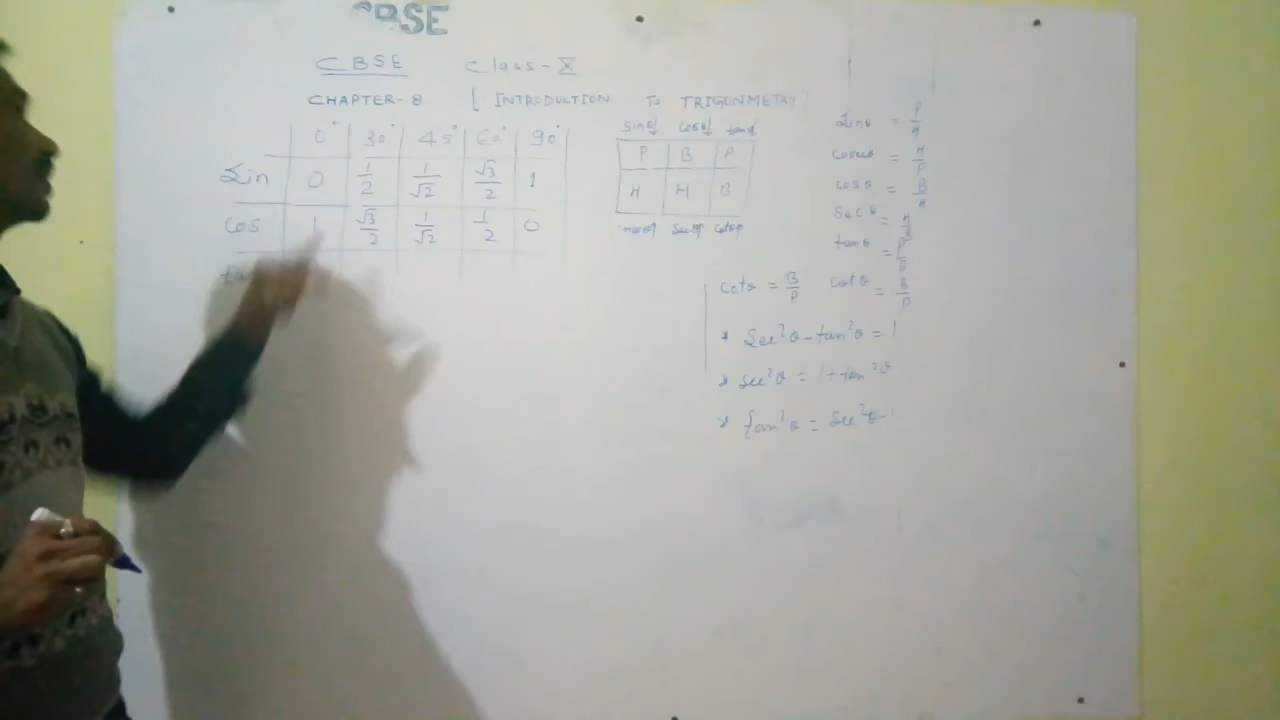 CBSE
CBSE Class-X
CHAPTER-8 [INTRODUCTION To TRIGONMETRY]
0° 30° 45° 60° 90°
Sin 0 1/2 1/√2 √3/2 1
Cos 1 √3/2 1/√2 1/2 0
sinθ cosθ tanθ
P B P
H H B
secθ cotθ
Sinθ = P/H
cosecθ = H/P
cosθ = B/H
Secθ = H/B
tanθ = P/B
cotθ = B/P cotθ = B/P
* Sec²θ - tan²θ = 1
* sec²θ = 1+tan²θ
* tan²θ = Sec²θ-1